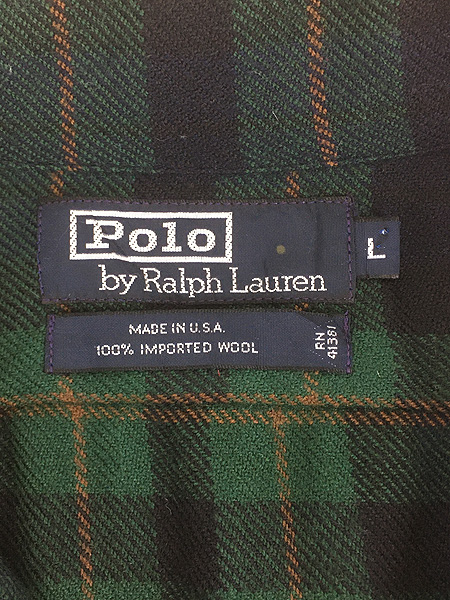 Polo
by Ralph Lauren
L
MADE IN U.S.A.
100% IMPORTED WOOL
RN
41381